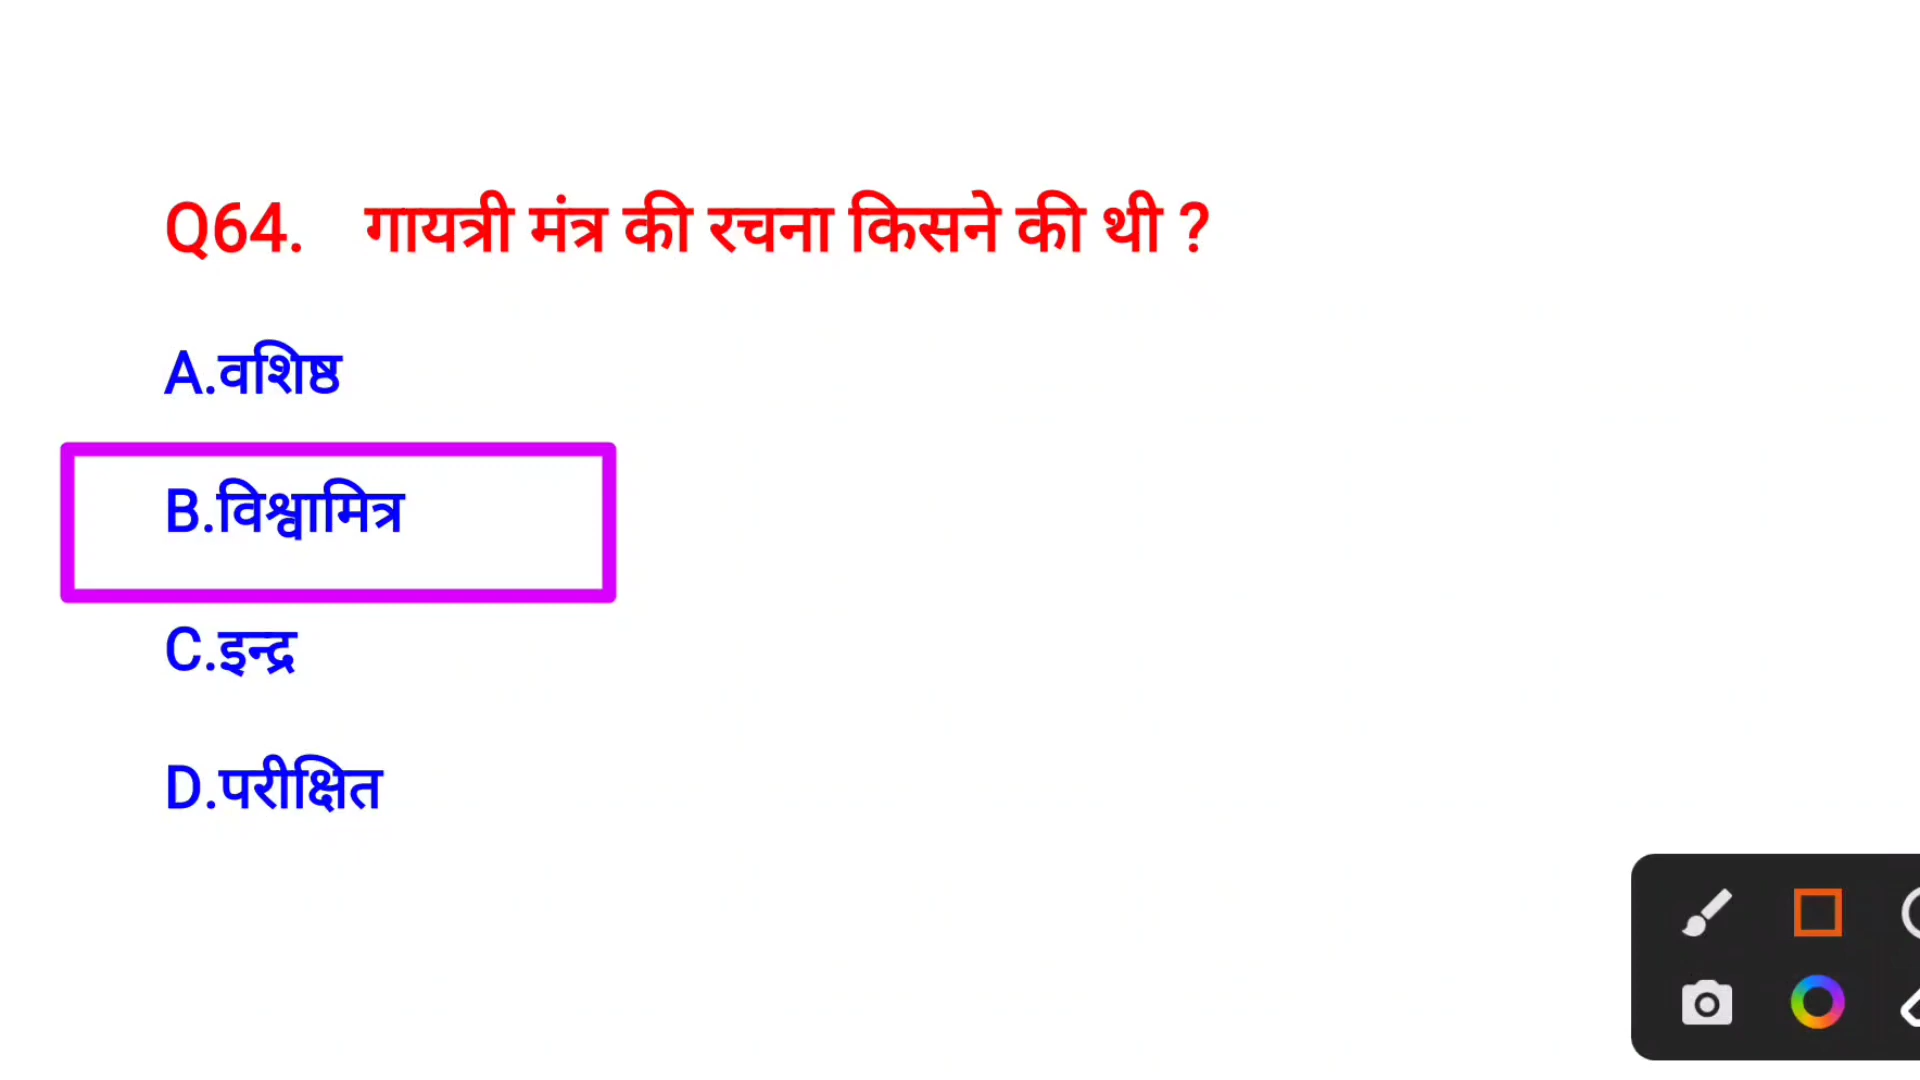 Q64. गायत्री मंत्र की रचना किसने की थी ?
A.वशिष्ठ
B.विश्वामित्र
C.इन्द्र
D.परीक्षित